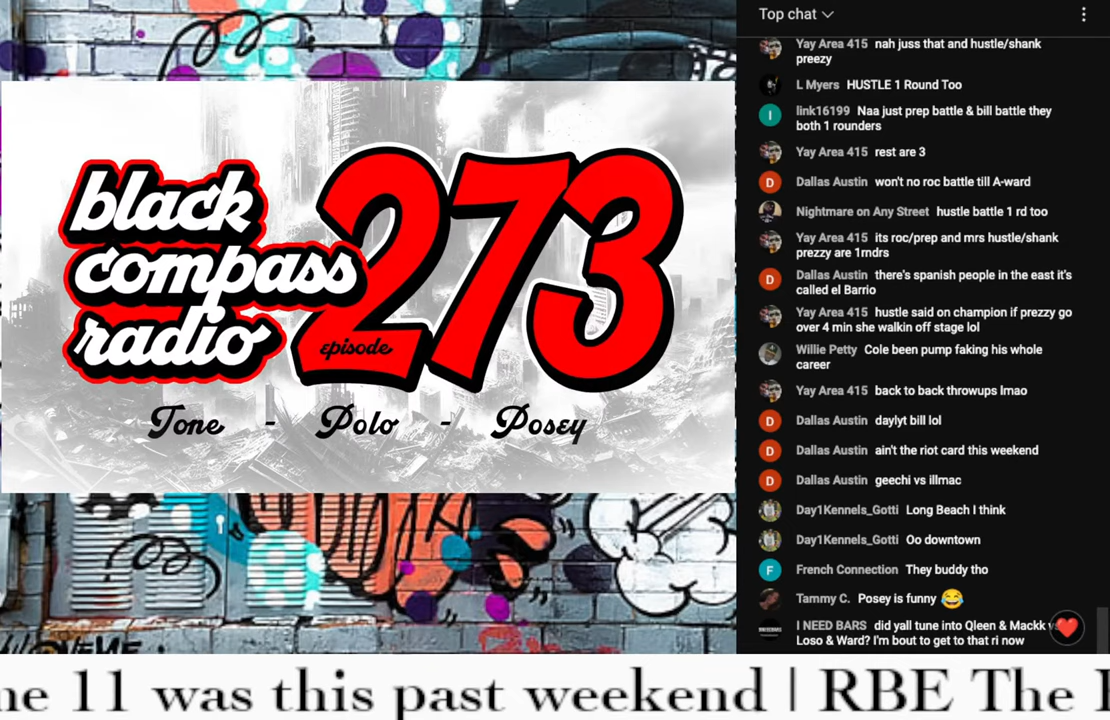 black
compass
radio
273
episode
Tone - Polo - Posey
Top chat
Yay Area 415 nah juss that and hustle/shank
preezy
L Myers HUSTLE 1 Round Too
link16199 Naa just prep battle & bill battle they
both 1 rounders
Yay Area 415 rest are 3
Dallas Austin won't no roc battle till A-ward
Nightmare on Any Street hustle battle 1 rd too
Yay Area 415 its roc/prep and mrs hustle/shank
prezzy are 1mdrs
Dallas Austin there's spanish people in the east it's
called el Barrio
Yay Area 415 hustle said on champion if prezzy go
over 4 min she walkin off stage lol
Willie Petty Cole been pump faking his whole
career
Yay Area 415 back to back throwups lmao
Dallas Austin daylyt bill lol
Dallas Austin ain't the riot card this weekend
Dallas Austin geechi vs illmac
Day1Kennels_Gotti Long Beach I think
Day1Kennels_Gotti Oo downtown
French Connection They buddy tho
Tammy C. Posey is funny 😂
I NEED BARS did yall tune into Qleen & Mackk vs
Loso & Ward? I'm bout to get to that ri now
ne 11 was this past weekend | RBE The